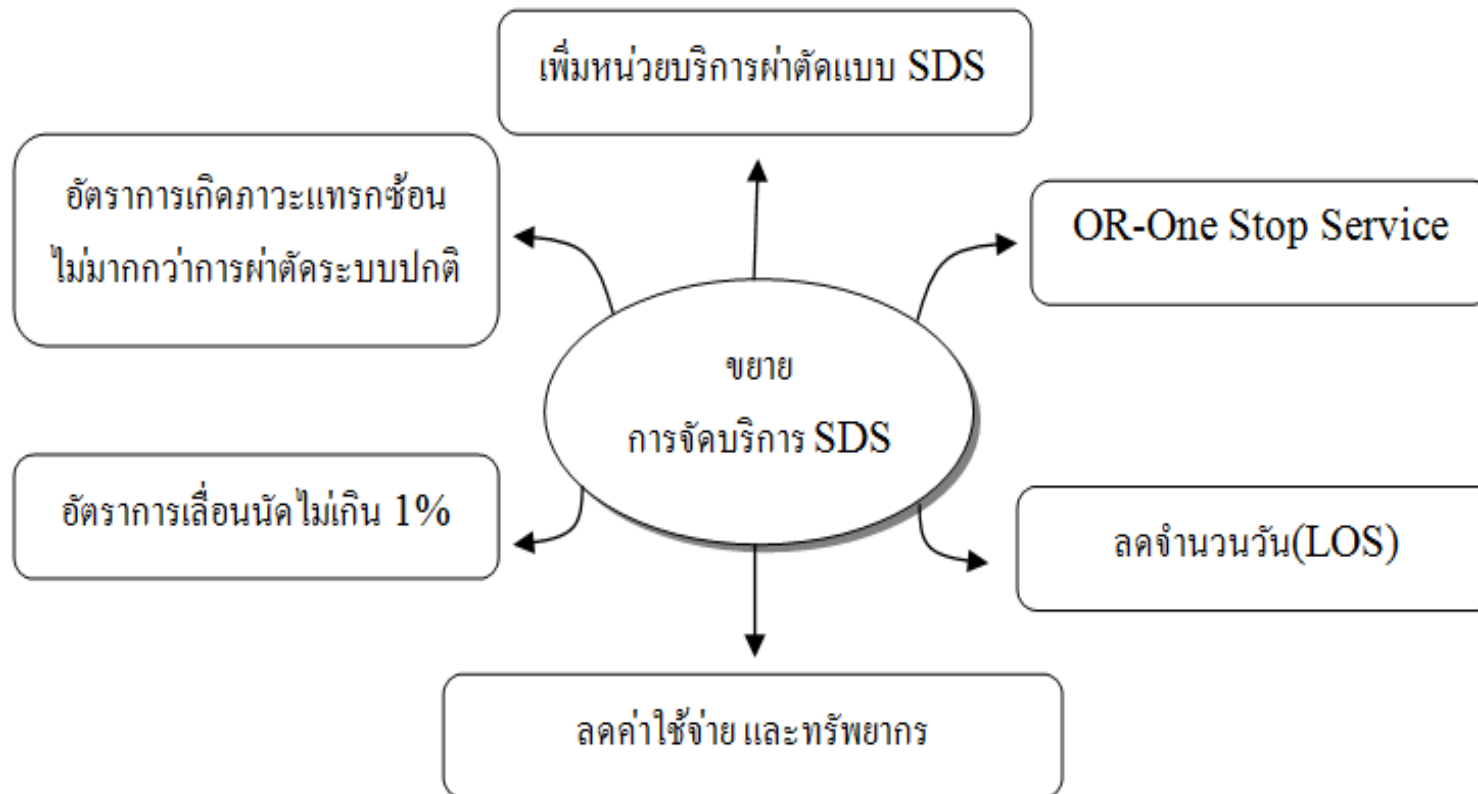 เพิ่มหน่วยบริการผ่าตัดแบบ SDS
อัตราการเกิดภาวะแทรกซ้อน
ไม่มากกว่าการผ่าตัดระบบปกติ
OR-One Stop Service
ขยาย
การจัดบริการ SDS
อัตราการเลื่อนนัดไม่เกิน 1%
ลดจำนวนวัน(LOS)
ลดค่าใช้จ่าย และทรัพยากร